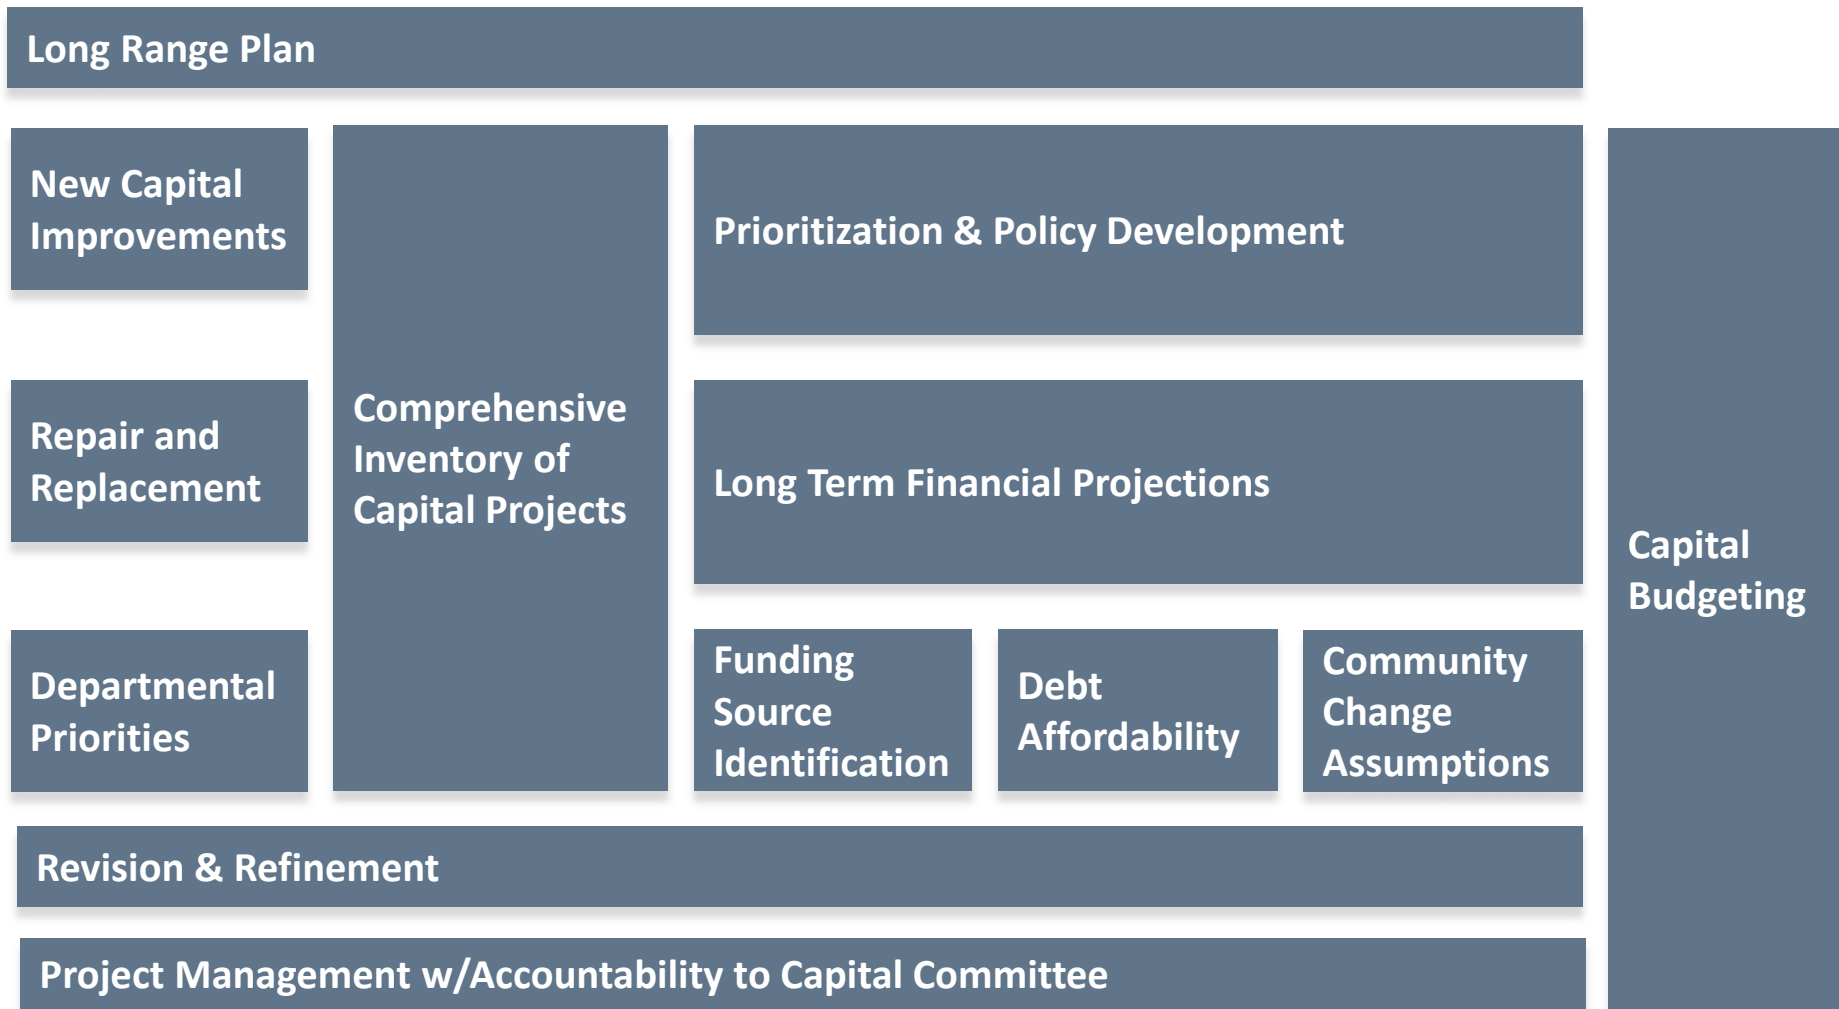 Long Range Plan
New Capital
Improvements
Repair and
Replacement
Departmental
Priorities
Comprehensive
Inventory of
Capital Projects
Prioritization & Policy Development
Long Term Financial Projections
Funding
Source
Identification
Debt
Affordability
Community
Change
Assumptions
Capital
Budgeting
Revision & Refinement
Project Management w/Accountability to Capital Committee